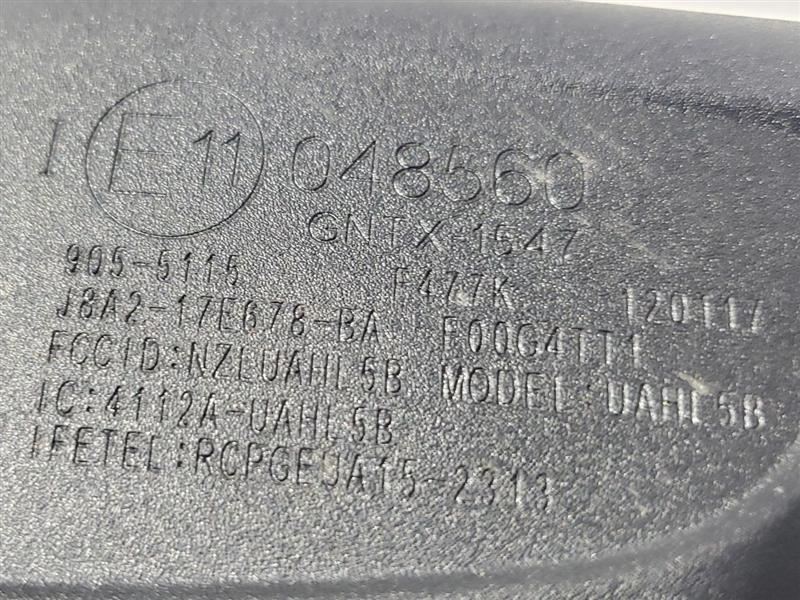 I E11 048560
GNTX-1547
905-5115 F477K 120117
J8A2-17E678-BA F00G4TT1
FCCID:NZLUAHL5B MODEL:UAHL5B
IC:4112A-UAHL5B
IFETEL:RCPGEUA15-2313